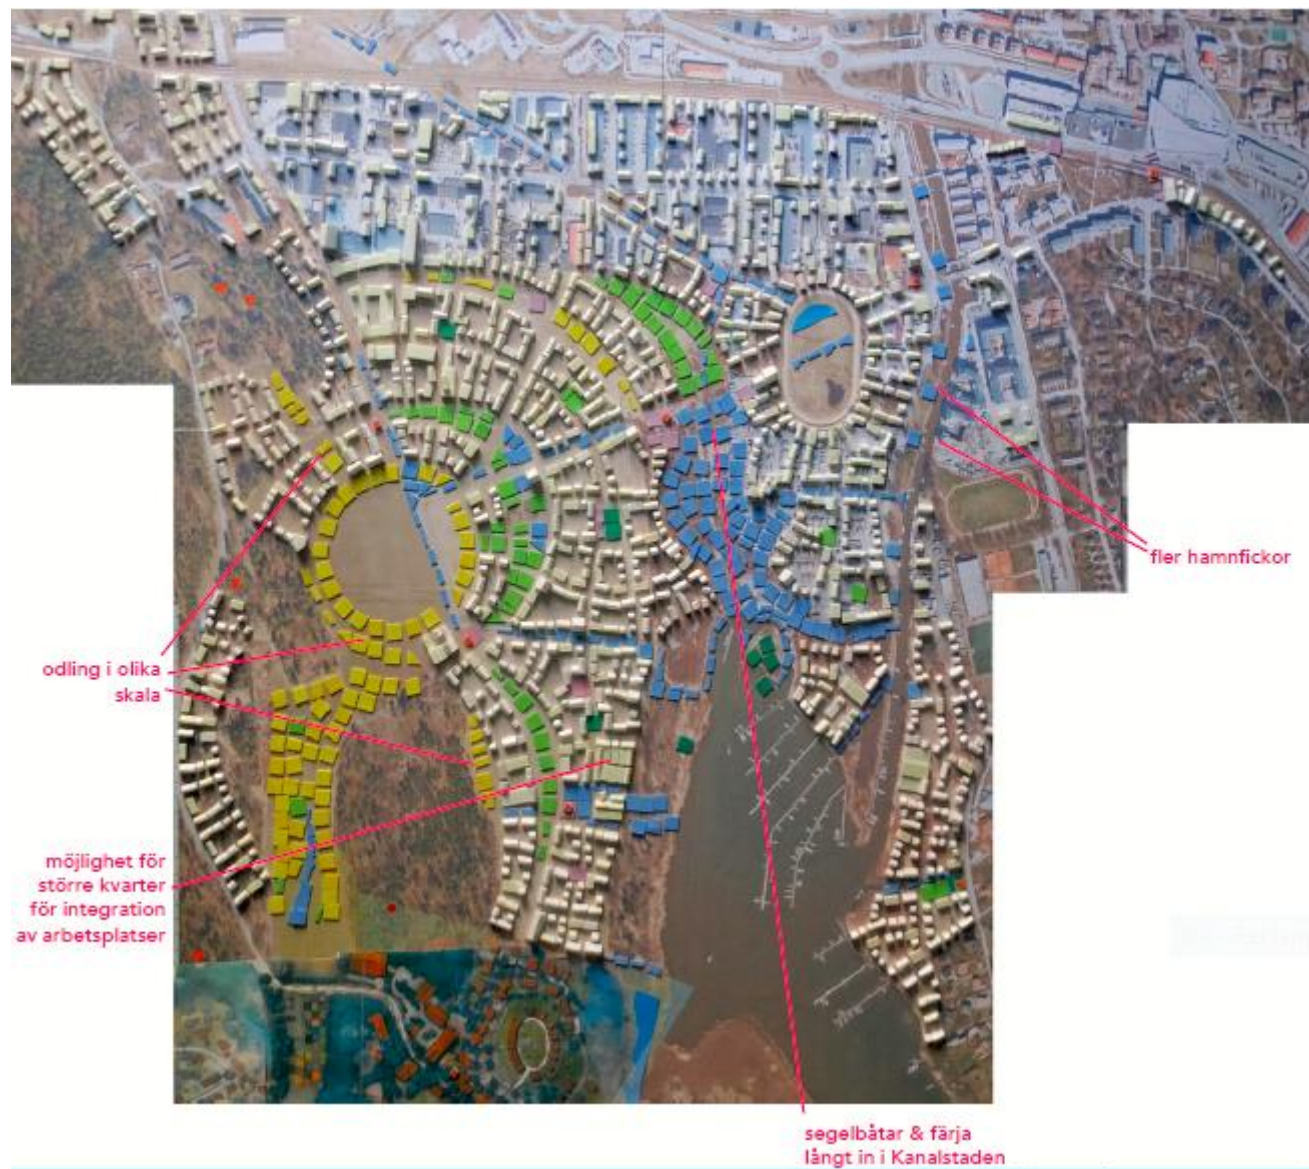 fler hamnfickor
odling i olika
skala
möjlighet för
större kvarter
för integration
av arbetsplatser
segelbåtar & färja
långt in i Kanalstaden